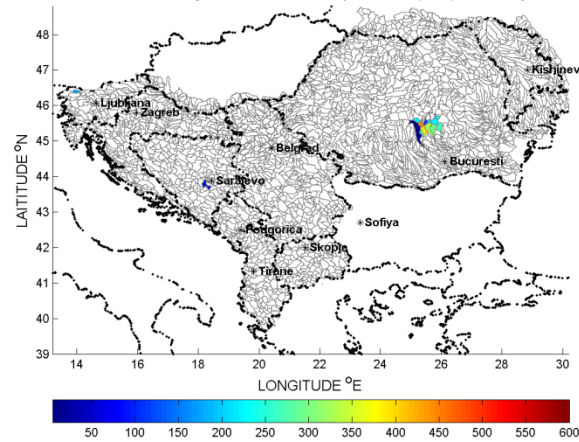 48
47
46
45
44
43
42
41
40
39
LAITITUDE °N
Kishinev
Ljubljana
Zagreb
Belgrad
Bucuresti
Sarajevo
Sofiya
Podgorica
Skopje
Tirane
14 16 18 20 22 24 26 28 30
LONGITUDE °E
50 100 150 200 250 300 350 400 450 500 550 600